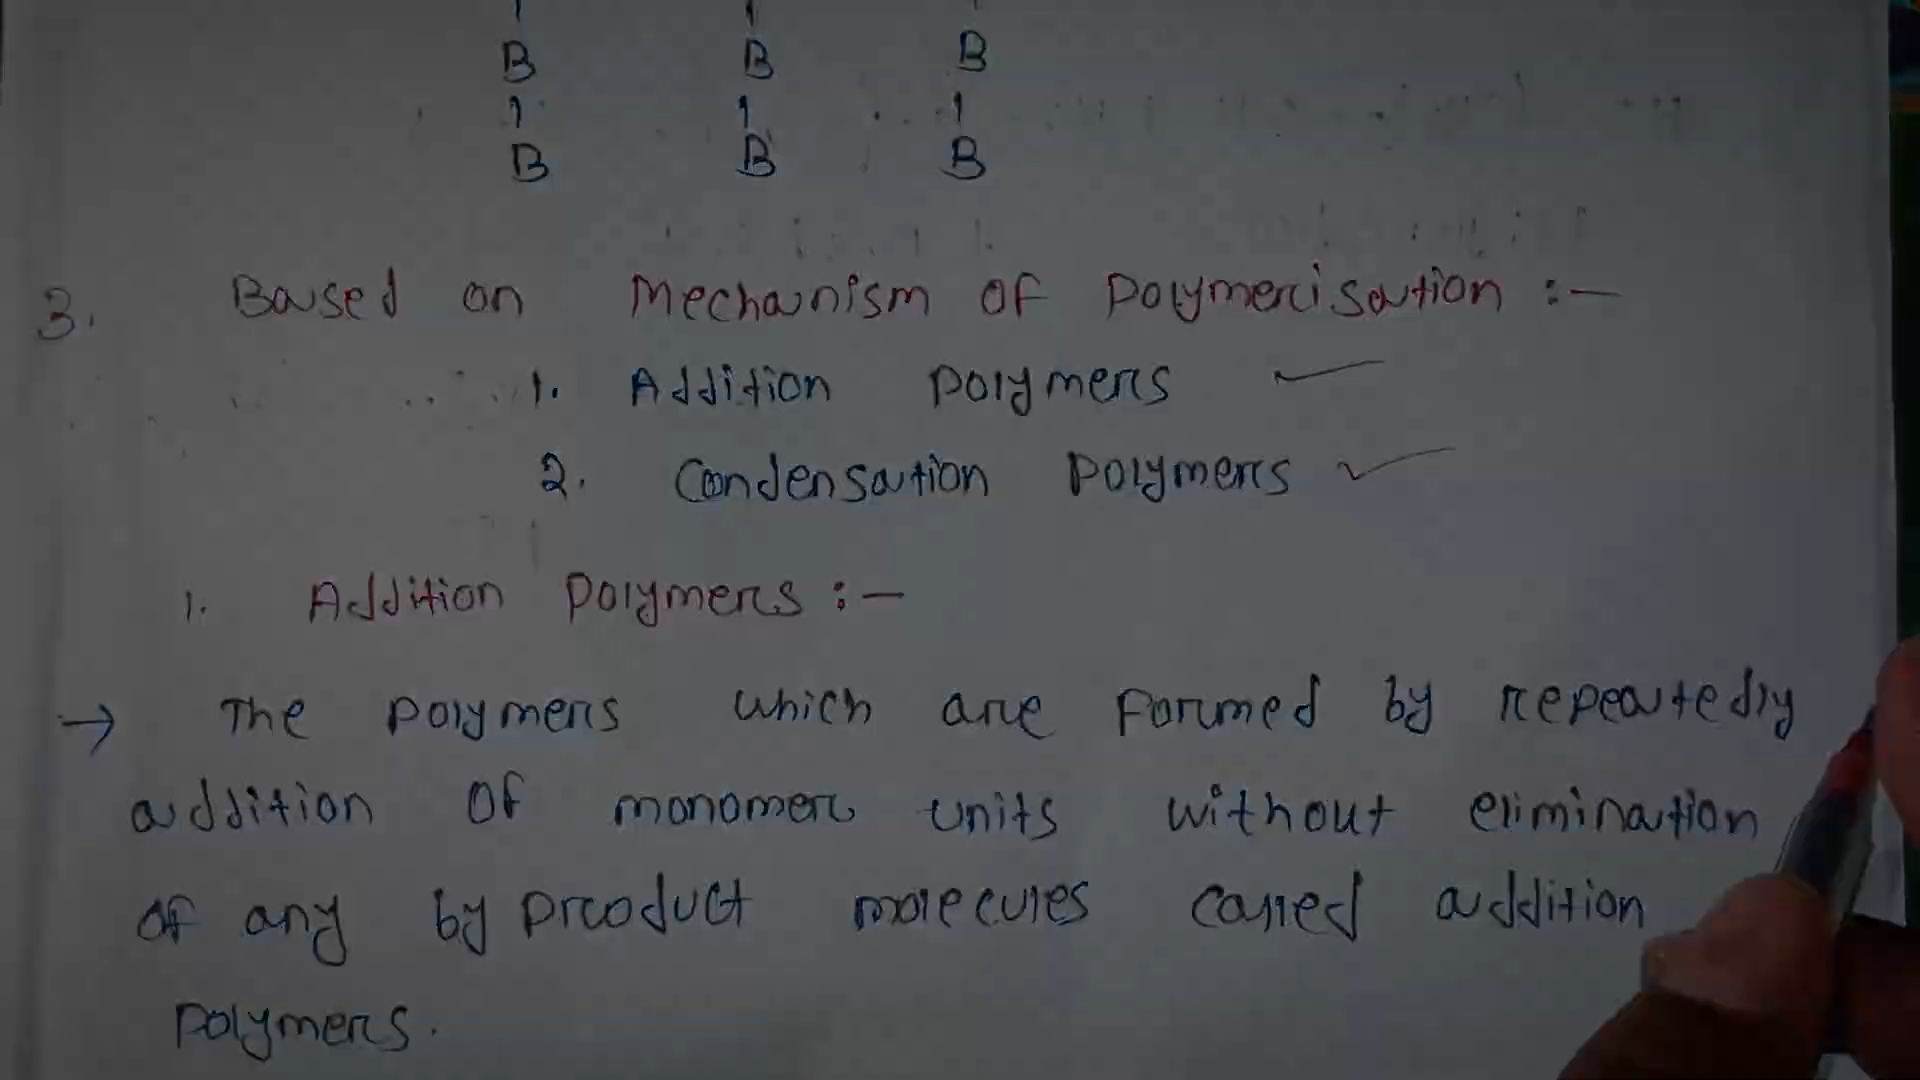 B B B
B B B
3. Based on Mechanism of Polymerisation :-
1. Addition Polymers ✓
2. Condensation Polymers ✓
1. Addition Polymers :-
→ The Polymers which are formed by repeatedly
addition of monomer units without elimination
of any by product molecules called addition
Polymers.